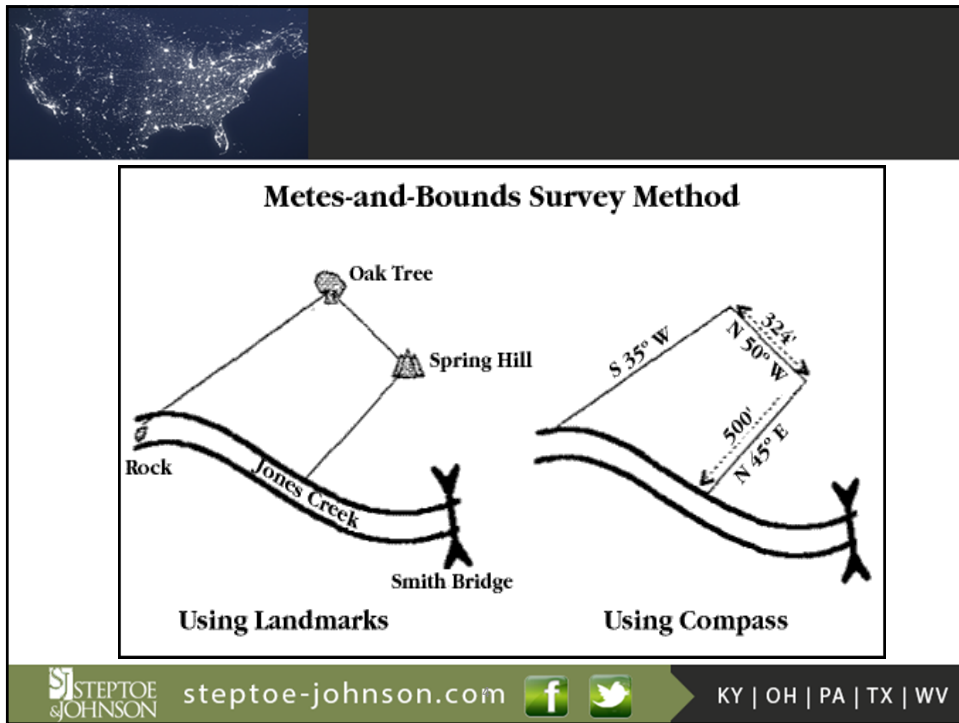 Metes-and-Bounds Survey Method
Oak Tree
Spring Hill
Rock
Jones Creek
Smith Bridge
Using Landmarks
S 35° W
324'
N 50° W
500'
N 45° E
Using Compass
STEPTOE
&JOHNSON
steptoe-johnson.com
KY | OH | PA | TX | WV